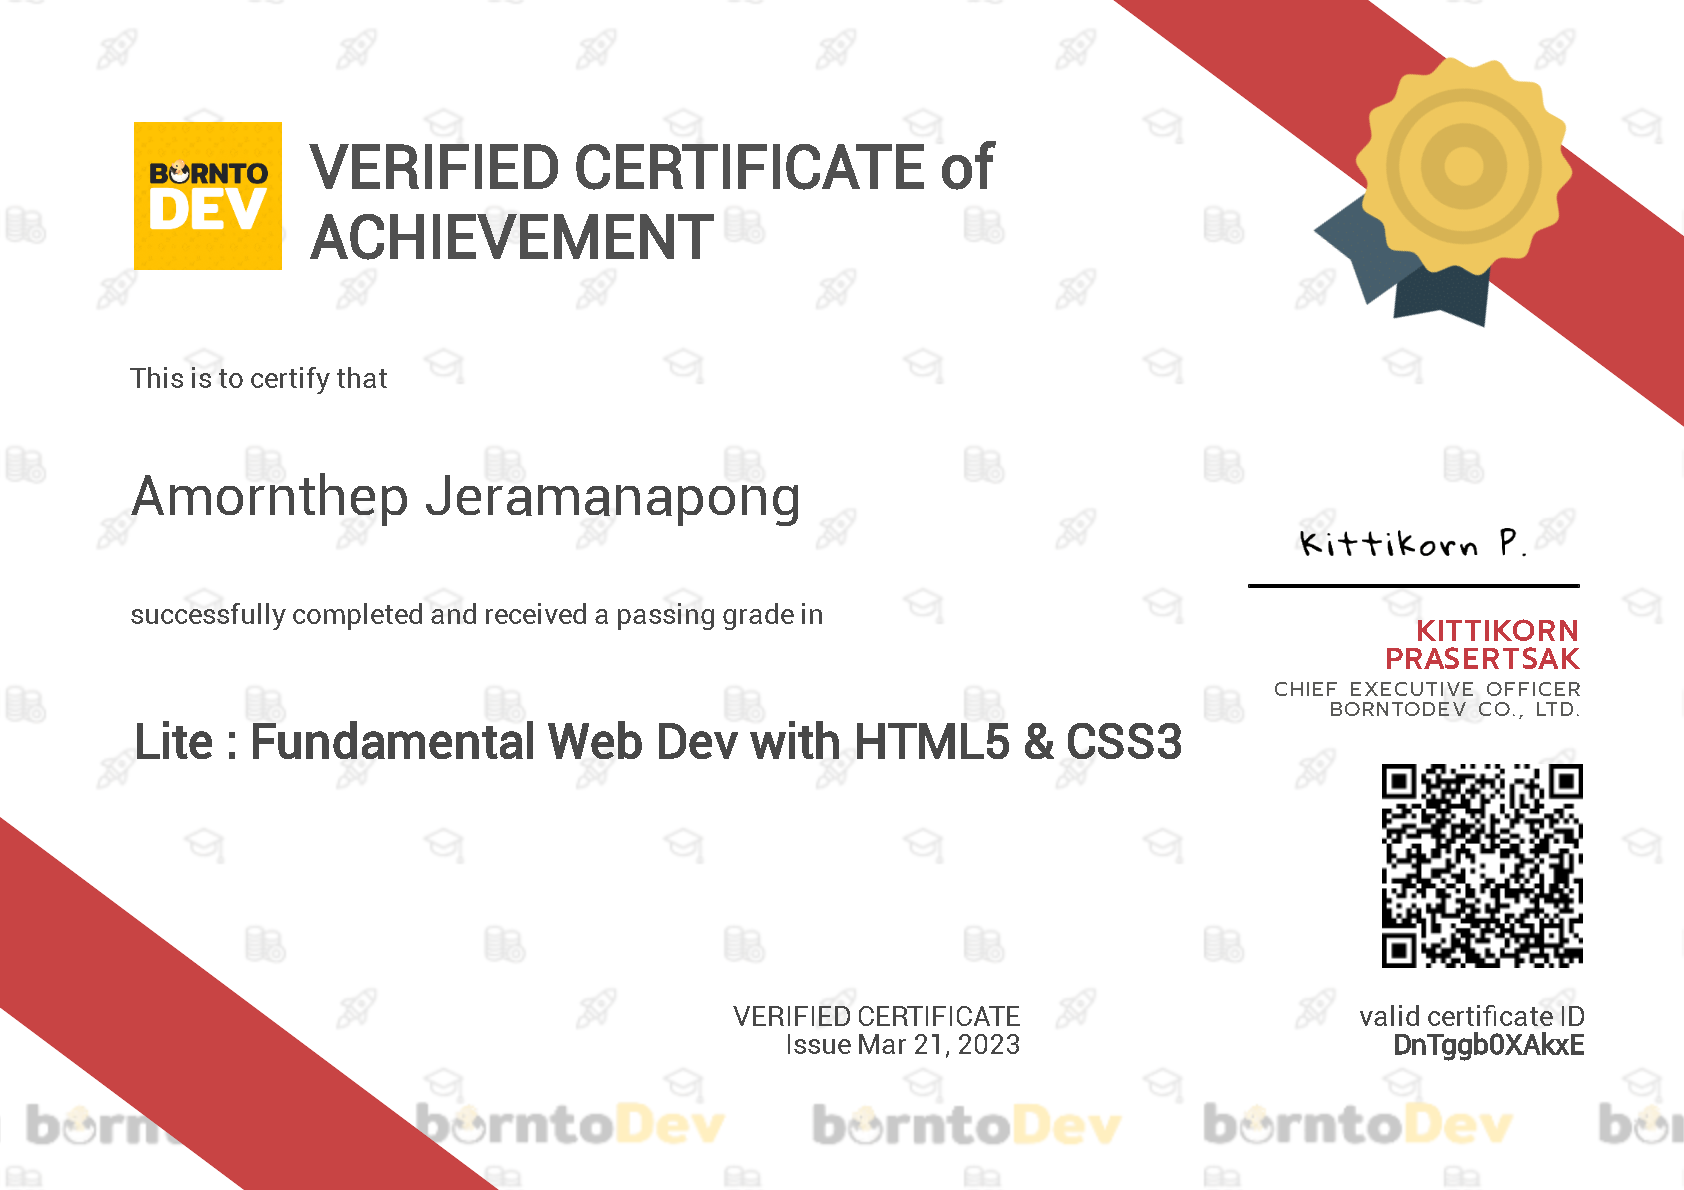 BORNTO
DEV
VERIFIED CERTIFICATE of
ACHIEVEMENT
This is to certify that
Amornthep Jeramanapong
successfully completed and received a passing grade in
Lite : Fundamental Web Dev with HTML5 & CSS3
Kittikorn P.
KITTIKORN
PRASERTSAK
CHIEF EXECUTIVE OFFICER
BORNTODEV CO., LTD.
VERIFIED CERTIFICATE
Issue Mar 21, 2023
valid certificate ID
DnTggb0XAkxE
borntoDev borntoDev borntoDev